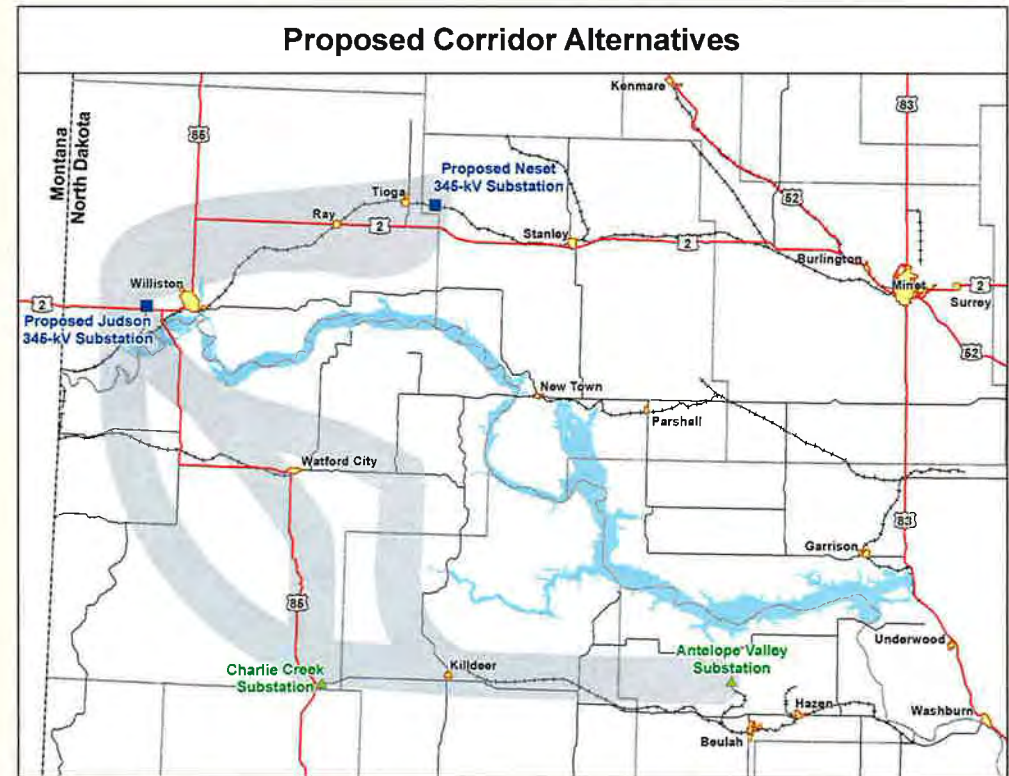 Proposed Corridor Alternatives
Kenmare
83
85
Montana
North Dakota
Proposed Neset
345-kV Substation
Tioga
52
Ray
2
Stanley
2
Burlington
Williston
Minot
2
Surrey
2
Proposed Judson
345-kV Substation
52
New Town
Parshall
Watford City
83
Garrison
85
Underwood
Antelope Valley
Substation
Charlie Creek
Substation
Killdeer
Hazen
Washburn
Beulah